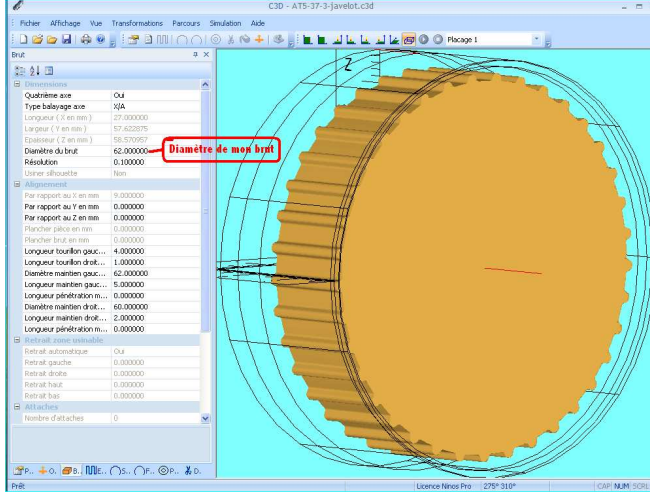 C3D - AT5-37-3-javelot.c3d
Fichier Affichage Vue Transformations Parcours Simulation Aide
Placage 1
Brut
Dimensions
Quatrième axe Oui
Type balayage axe X/A
Longueur ( X en mm ) 27.000000
Largeur ( Y en mm ) 57.622875
Epaisseur ( Z en mm ) 58.570957
Diamètre du brut 62.000000
Diamètre de mon brut
Résolution 0.100000
Usiner silhouette Non
Alignement
Par rapport au X en mm 9.000000
Par rapport au Y en mm 0.000000
Par rapport au Z en mm 0.000000
Plancher pièce en mm 0.000000
Plancher brut en mm 0.000000
Longueur tourillon gauc... 4.000000
Longueur tourillon droit... 1.000000
Diamètre maintien gauc... 62.000000
Longueur maintien gauc... 5.000000
Longueur pénétration m... 0.000000
Diamètre maintien droit... 60.000000
Longueur maintien droit... 2.000000
Longueur pénétration m... 0.000000
Retrait zone usinable
Retrait automatique Oui
Retrait gauche 0.000000
Retrait droite 0.000000
Retrait haut 0.000000
Retrait bas 0.000000
Attaches
Nombre d'attaches 0
Z
P.. O.. B.. E.. S.. F.. P.. D..
Prêt Licence Ninos Pro 275° 310° CAP NUM SCRL